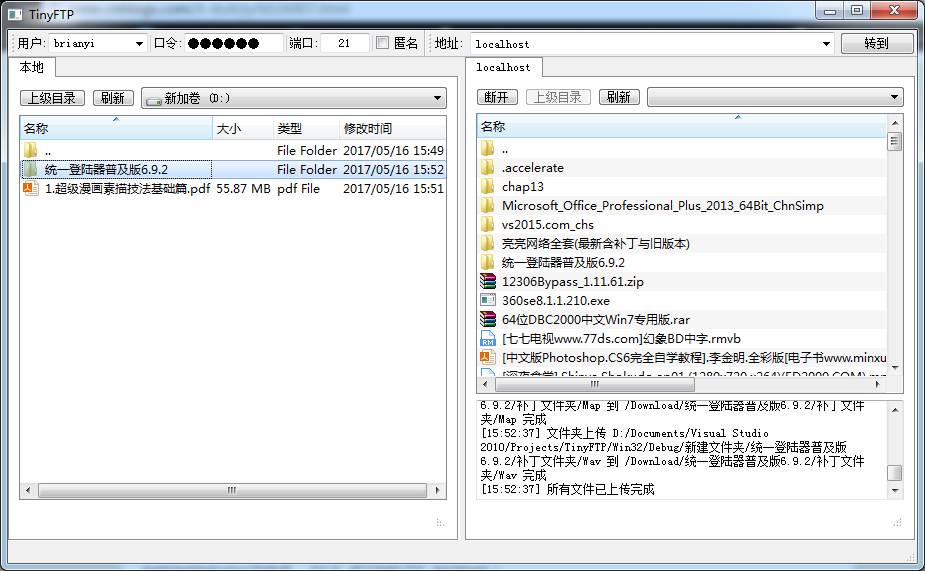 TinyFTP
用户: brianyi 口令: ●●●●●● 端口: 21 匿名 地址: localhost 转到
本地
上级目录 刷新 新加卷 (D:)
名称 大小 类型 修改时间
.. File Folder 2017/05/16 15:49
统一登陆器普及版6.9.2 File Folder 2017/05/16 15:52
1.超级漫画素描技法基础篇.pdf 55.87 MB pdf File 2017/05/16 15:51
localhost
断开 上级目录 刷新
名称
..
.accelerate
chap13
Microsoft_Office_Professional_Plus_2013_64Bit_ChnSimp
vs2015.com_chs
亮亮网络全套(最新含补丁与旧版本)
统一登陆器普及版6.9.2
12306Bypass_1.11.61.zip
360se8.1.1.210.exe
64位DBC2000中文Win7专用版.rar
[七七电视www.77ds.com]幻象BD中字.rmvb
[中文版Photoshop.CS6完全自学教程].李金明.全彩版[电子书www.minxu
6.9.2/补丁文件夹/Map 到 /Download/统一登陆器普及版6.9.2/补丁文件
夹/Map 完成
[15:52:37] 文件夹上传 D:/Documents/Visual Studio
2010/Projects/TinyFTP/Win32/Debug/新建文件夹/统一登陆器普及版
6.9.2/补丁文件夹/Wav 到 /Download/统一登陆器普及版6.9.2/补丁文件
夹/Wav 完成
[15:52:37] 所有文件已上传完成